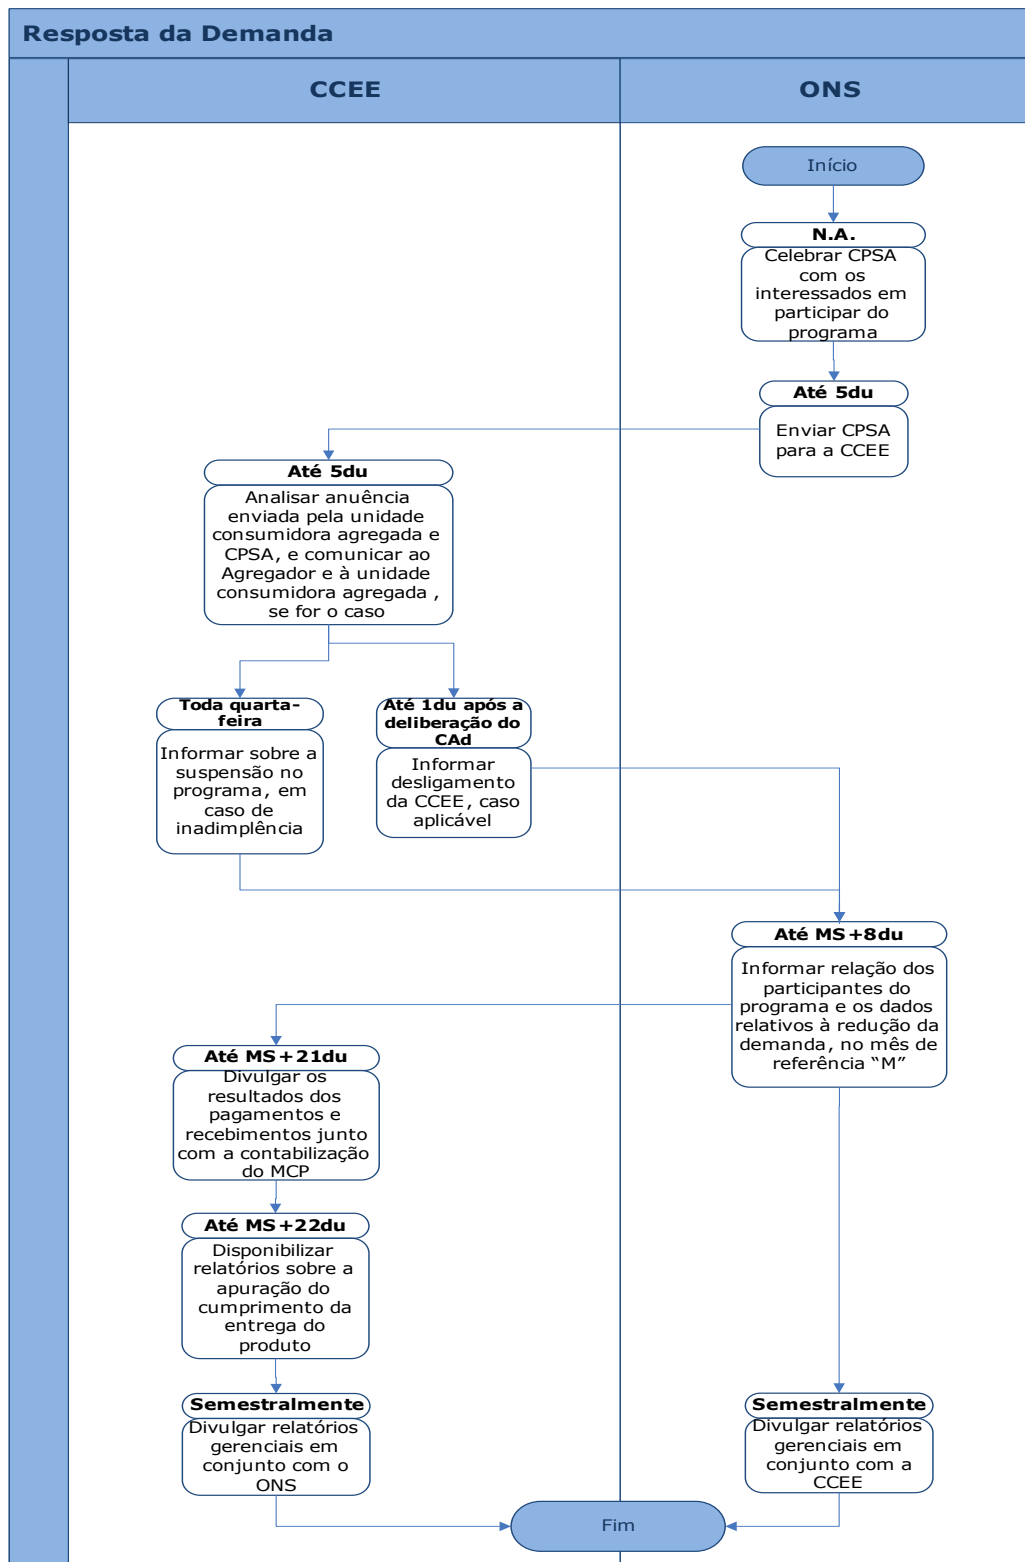 Resposta da Demanda
CCEE
ONS
Início
N.A.
Celebrar CPSA
com os
interessados em
participar do
programa
Até 5du
Enviar CPSA
para a CCEE
Até 5du
Analisar anuência
enviada pela unidade
consumidora agregada e
CPSA, e comunicar ao
Agregador e à unidade
consumidora agregada ,
se for o caso
Toda quarta-
feira
Informar sobre a
suspensão no
programa, em
caso de
inadimplência
Até 1du após a
deliberação do
CAd
Informar
desligamento
da CCEE, caso
aplicável
Até MS+8du
Informar relação dos
participantes do
programa e os dados
relativos à redução da
demanda, no mês de
referência “M”
Até MS+21du
Divulgar os
resultados dos
pagamentos e
recebimentos junto
com a contabilização
do MCP
Até MS+22du
Disponibilizar
relatórios sobre a
apuração do
cumprimento da
entrega do
produto
Semestralmente
Divulgar relatórios
gerenciais em
conjunto com o
ONS
Semestralmente
Divulgar relatórios
gerenciais em
conjunto com a
CCEE
Fim